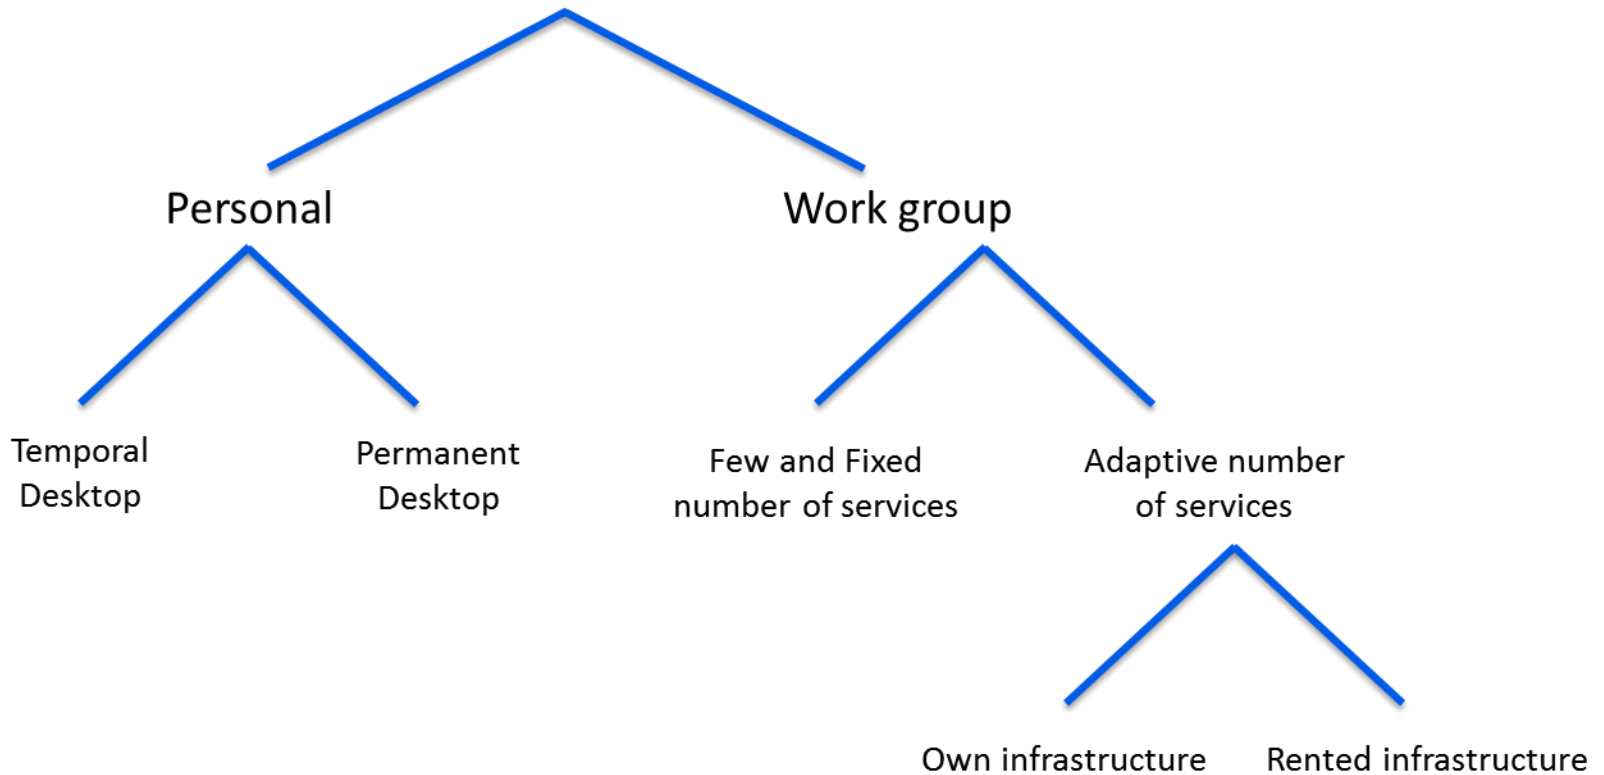 Personal
Work group
Temporal
Desktop
Permanent
Desktop
Few and Fixed
number of services
Adaptive number
of services
Own infrastructure
Rented infrastructure